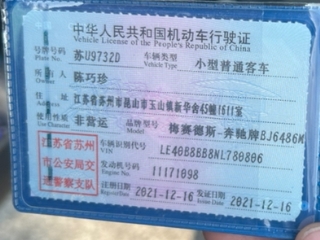 中华人民共和国机动车行驶证
Vehicle License of the People's Republic of China
号牌号码 苏U9732D 车辆类型 小型普通客车
Plate No. Vehicle Type
所有人 陈巧珍
Owner
住址 江苏省苏州市昆山市玉山镇新华舍45幢1611室
使用性质 非营运 品牌型号 梅赛德斯-奔驰牌BJ6486M
Use Character Model
江苏省苏州 车辆识别代号 LE40B8BB8NL780806
VIN
市公安局交 发动机号码 11171098
Engine No.
通警察支队 注册日期 2021-12-16 发证日期 2021-12-16
Register Date Issue Date